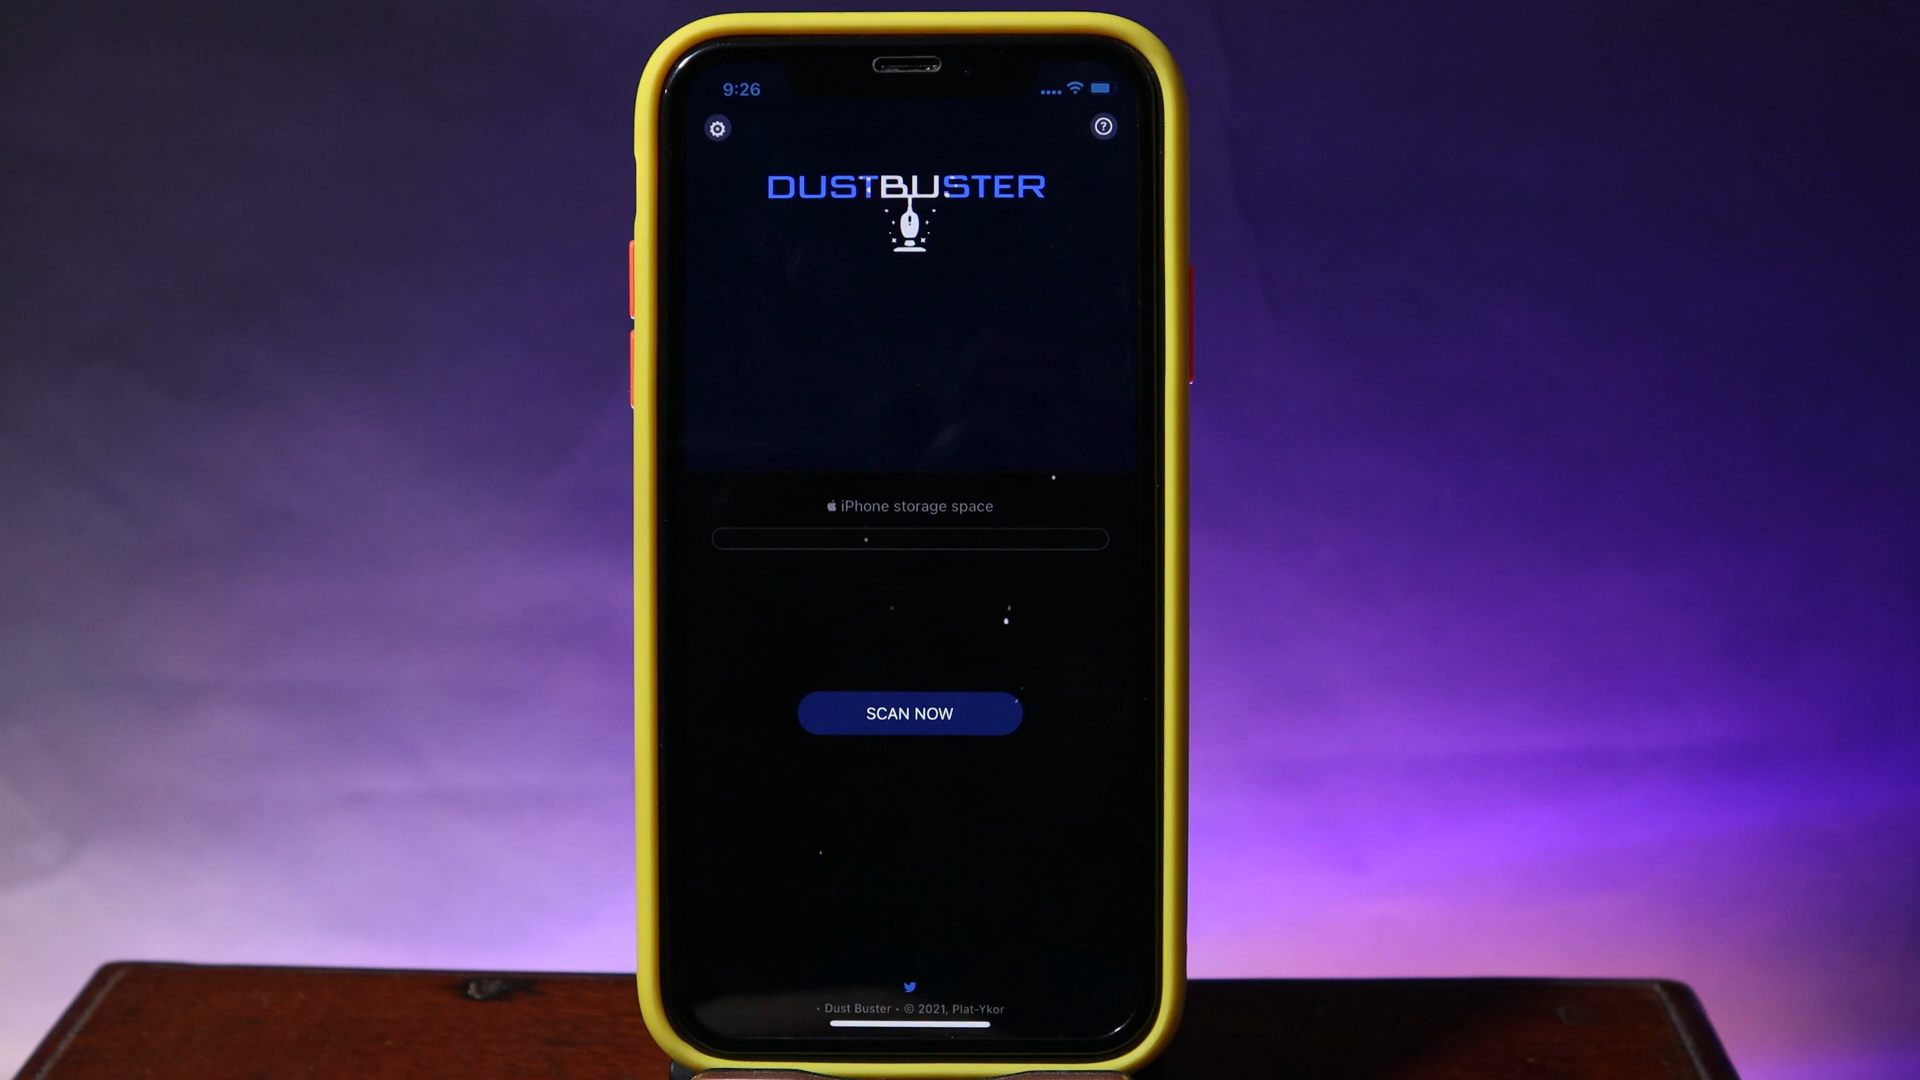 9:26
DUSTBUSTER
iPhone storage space
SCAN NOW
• Dust Buster • © 2021, Plat-Ykor